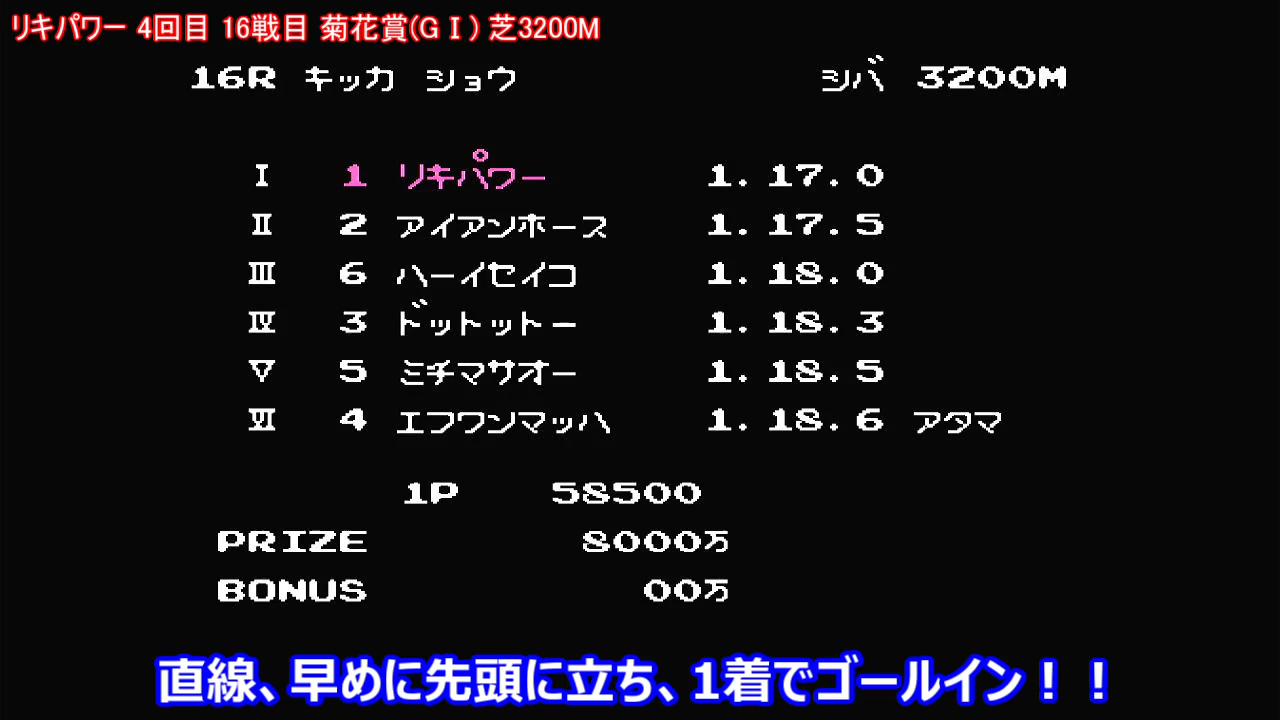 リキパワー 4回目 16戦目 菊花賞(GⅠ) 芝3200M
16R キッカ ショウ シバ 3200M
Ⅰ 1 リキパワー 1.17.0
Ⅱ 2 アイアンホース 1.17.5
Ⅲ 6 ハーイセイコ 1.18.0
Ⅳ 3 ドットットー 1.18.3
Ⅴ 5 ミチマサオー 1.18.5
Ⅵ 4 エフワンマッハ 1.18.6 アタマ
1P 58500
PRIZE 8000万
BONUS 00万
直線、早めに先頭に立ち、1着でゴールイン！！